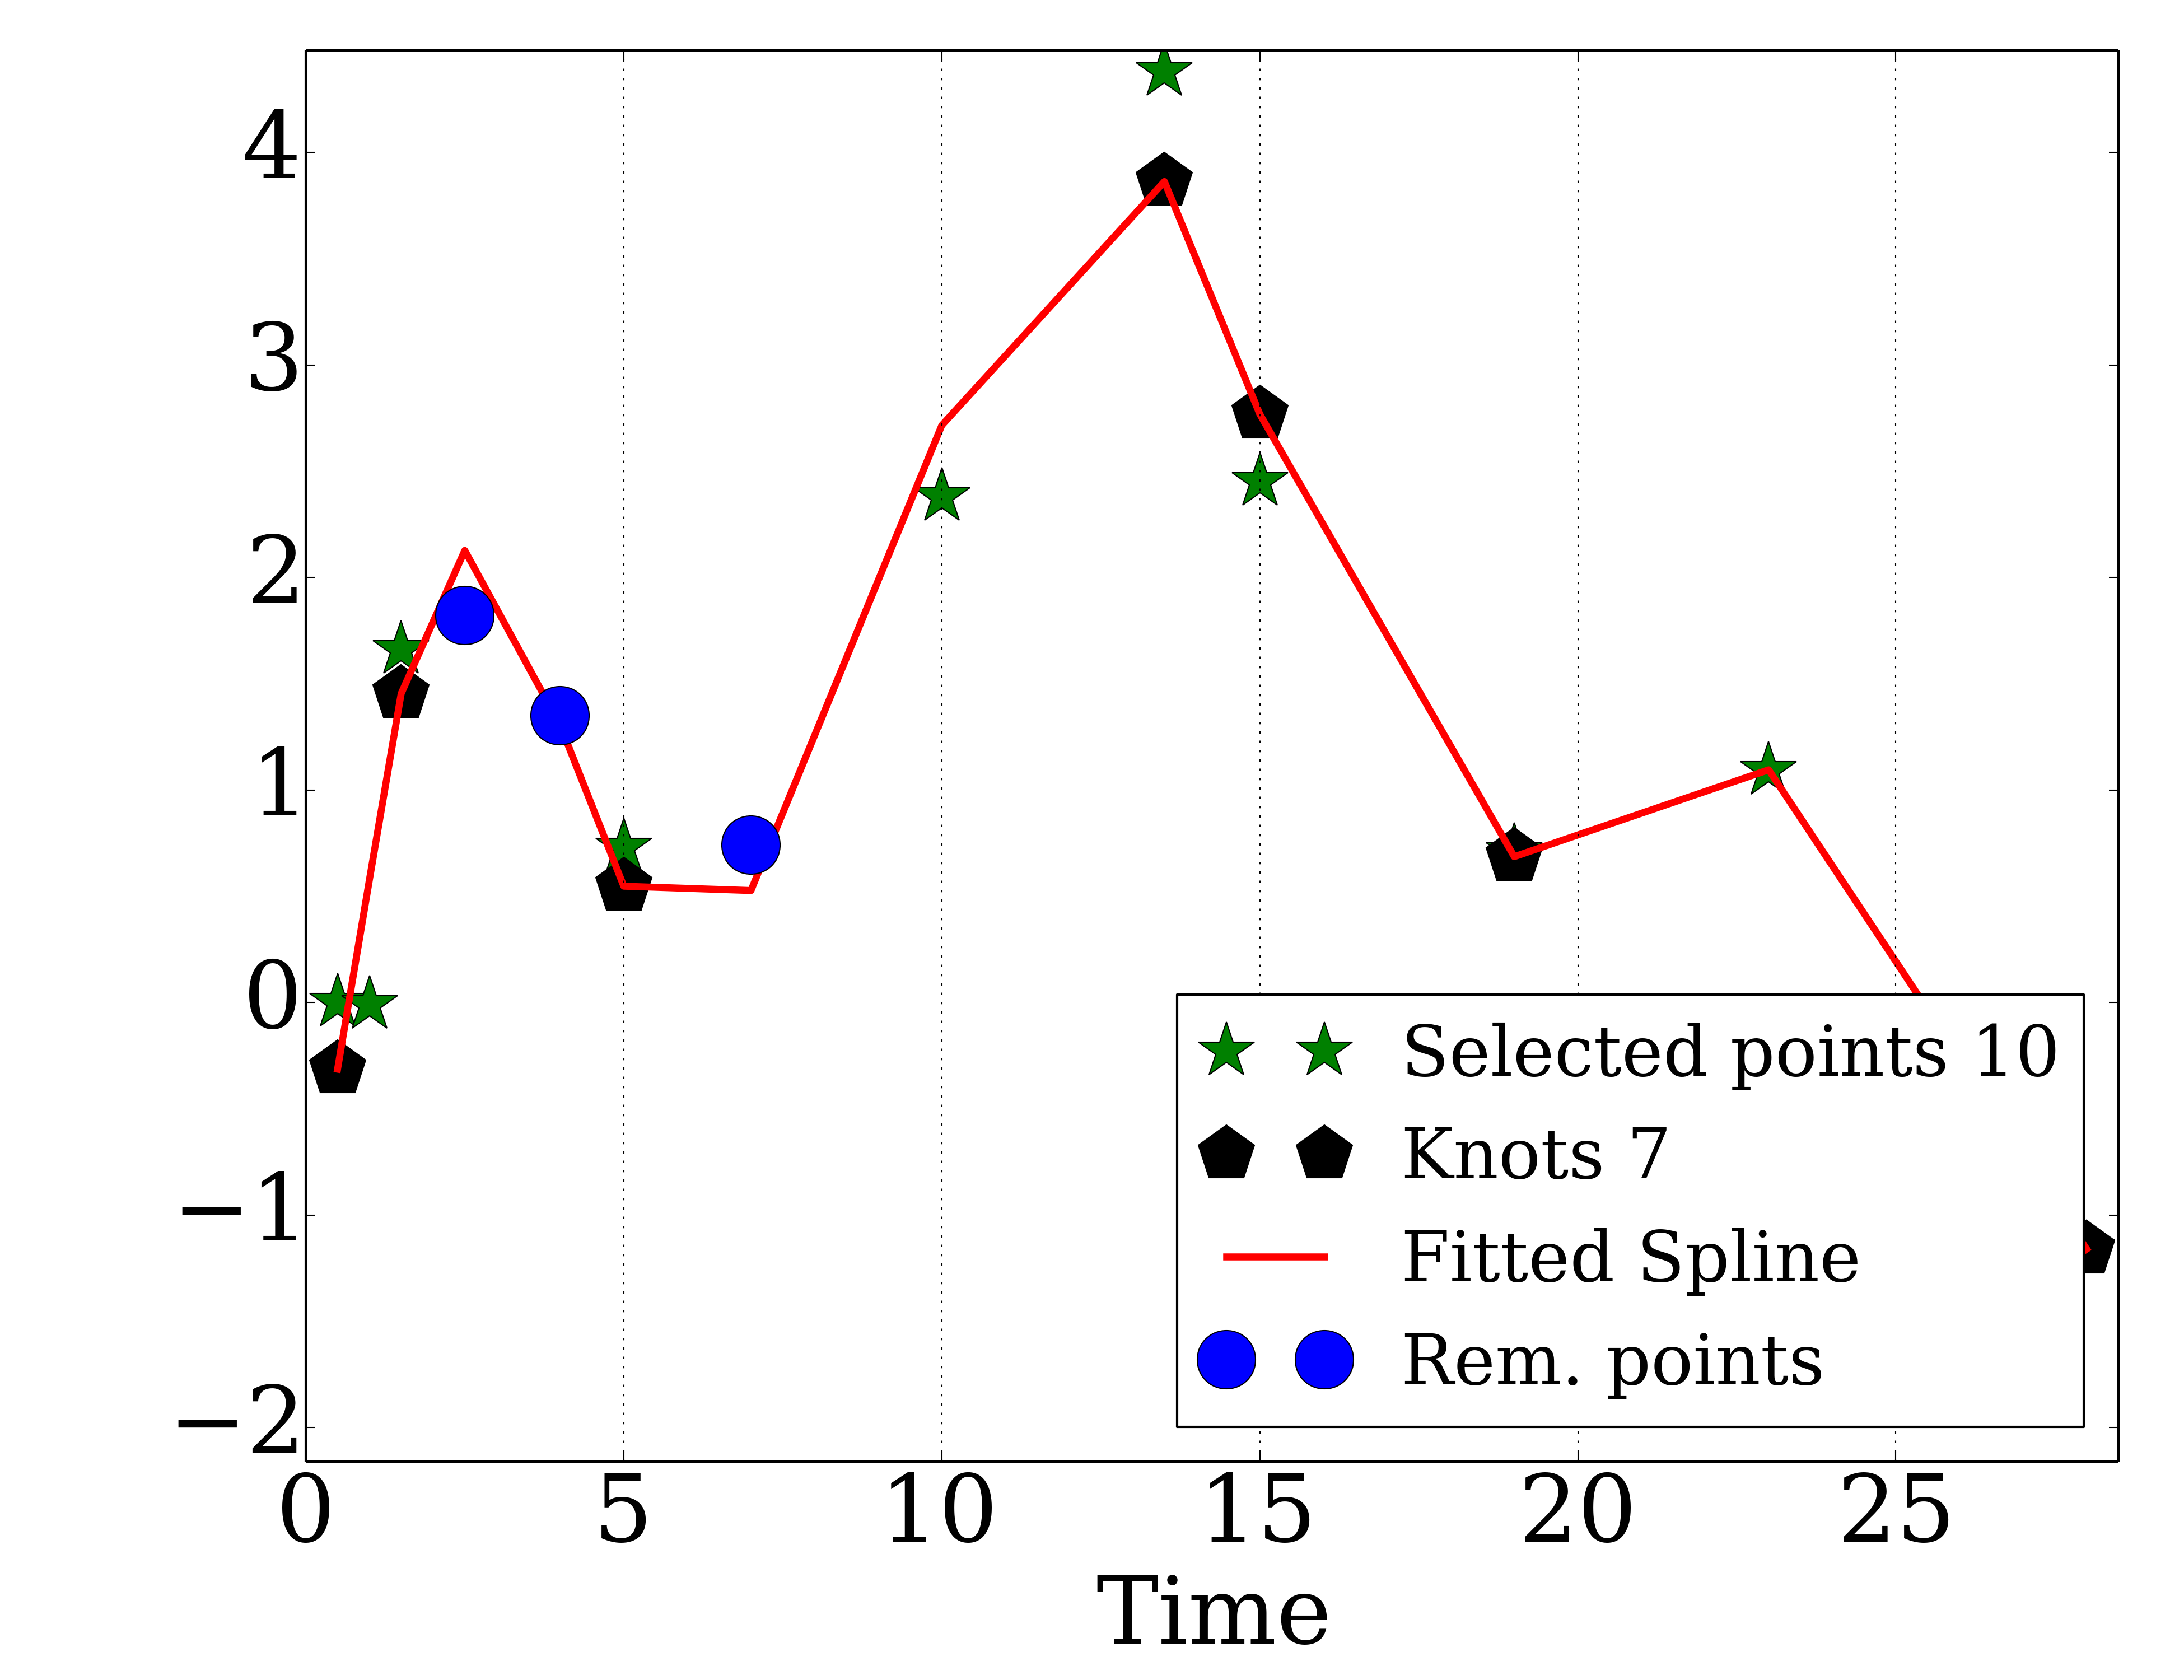 4
3
2
1
0
−1
−2
0 5 10 15 20 25
Time
Selected points 10
Knots 7
Fitted Spline
Rem. points